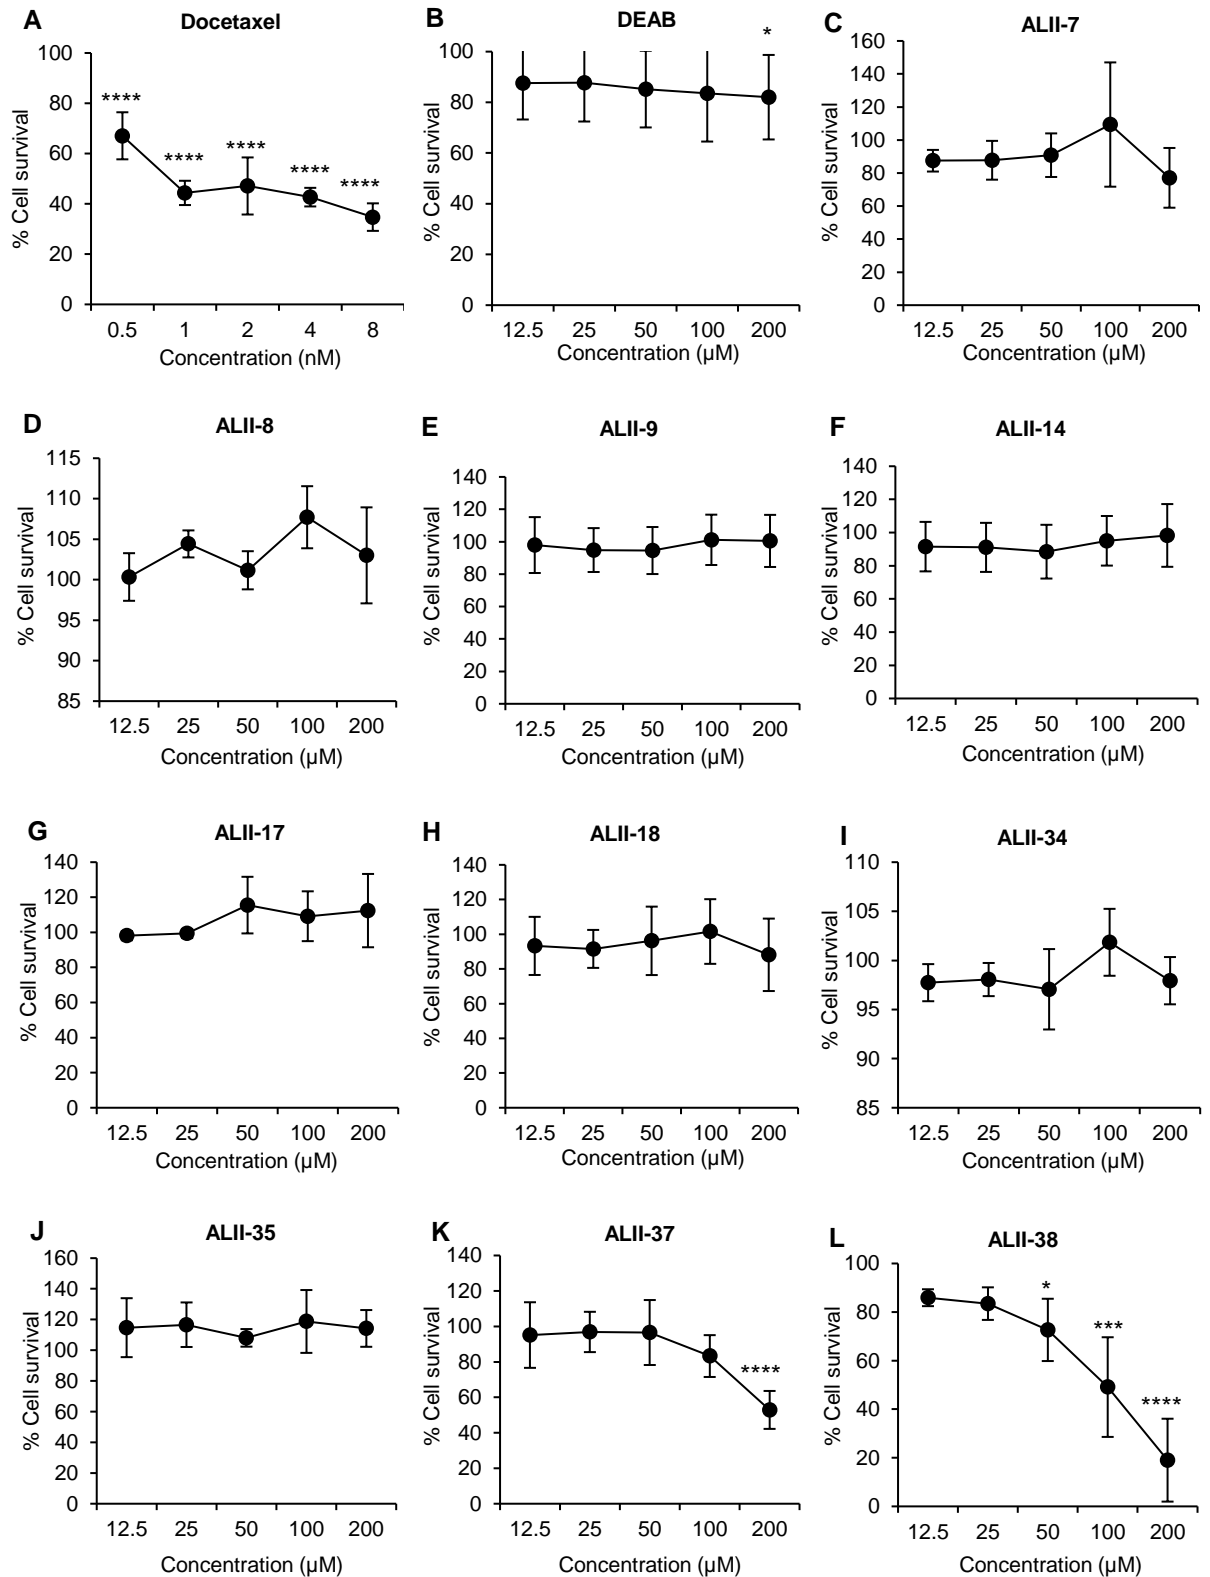 A
Docetaxel
% Cell survival
100
80
60
40
20
0
****
****
****
****
****
0.5 1 2 4 8
Concentration (nM)
B
DEAB
% Cell survival
100
80
60
40
20
0
*
12.5 25 50 100 200
Concentration (µM)
C
ALII-7
% Cell survival
160
140
120
100
80
60
40
20
0
12.5 25 50 100 200
Concentration (µM)
D
ALII-8
% Cell survival
115
110
105
100
95
90
85
12.5 25 50 100 200
Concentration (µM)
E
ALII-9
% Cell survival
140
120
100
80
60
40
20
0
12.5 25 50 100 200
Concentration (µM)
F
ALII-14
% Cell survival
140
120
100
80
60
40
20
0
12.5 25 50 100 200
Concentration (µM)
G
ALII-17
% Cell survival
140
120
100
80
60
40
20
0
12.5 25 50 100 200
Concentration (µM)
H
ALII-18
% Cell survival
140
120
100
80
60
40
20
0
12.5 25 50 100 200
Concentration (µM)
I
ALII-34
% Cell survival
110
105
100
95
90
85
12.5 25 50 100 200
Concentration (µM)
J
ALII-35
% Cell survival
160
140
120
100
80
60
40
20
0
12.5 25 50 100 200
Concentration (µM)
K
ALII-37
% Cell survival
140
120
100
80
60
40
20
0
****
12.5 25 50 100 200
Concentration (µM)
L
ALII-38
% Cell survival
100
80
60
40
20
0
*
***
****
12.5 25 50 100 200
Concentration (µM)